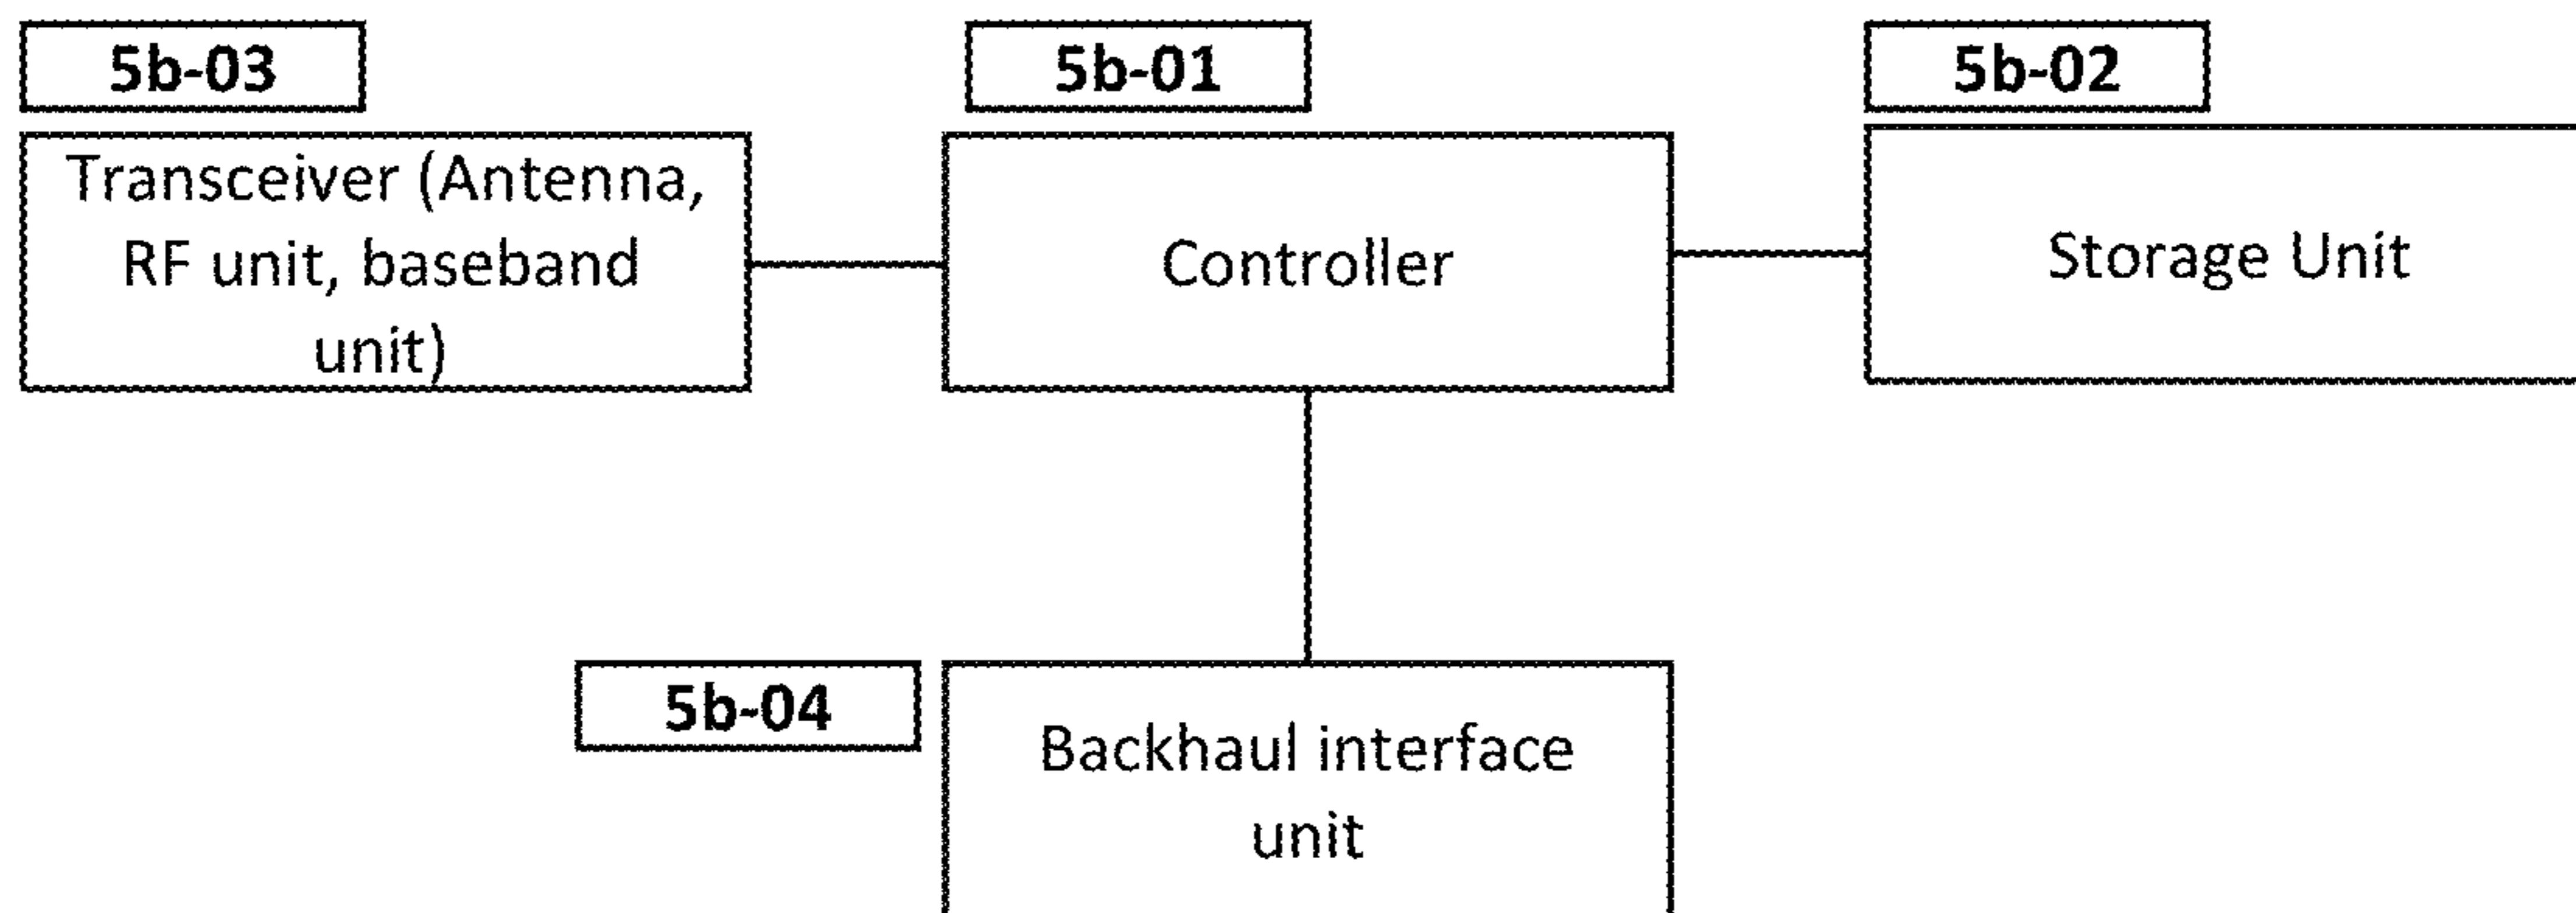 5b-03
5b-01
5b-02
Transceiver (Antenna,
RF unit, baseband
unit)
Controller
Storage Unit
5b-04
Backhaul interface
unit